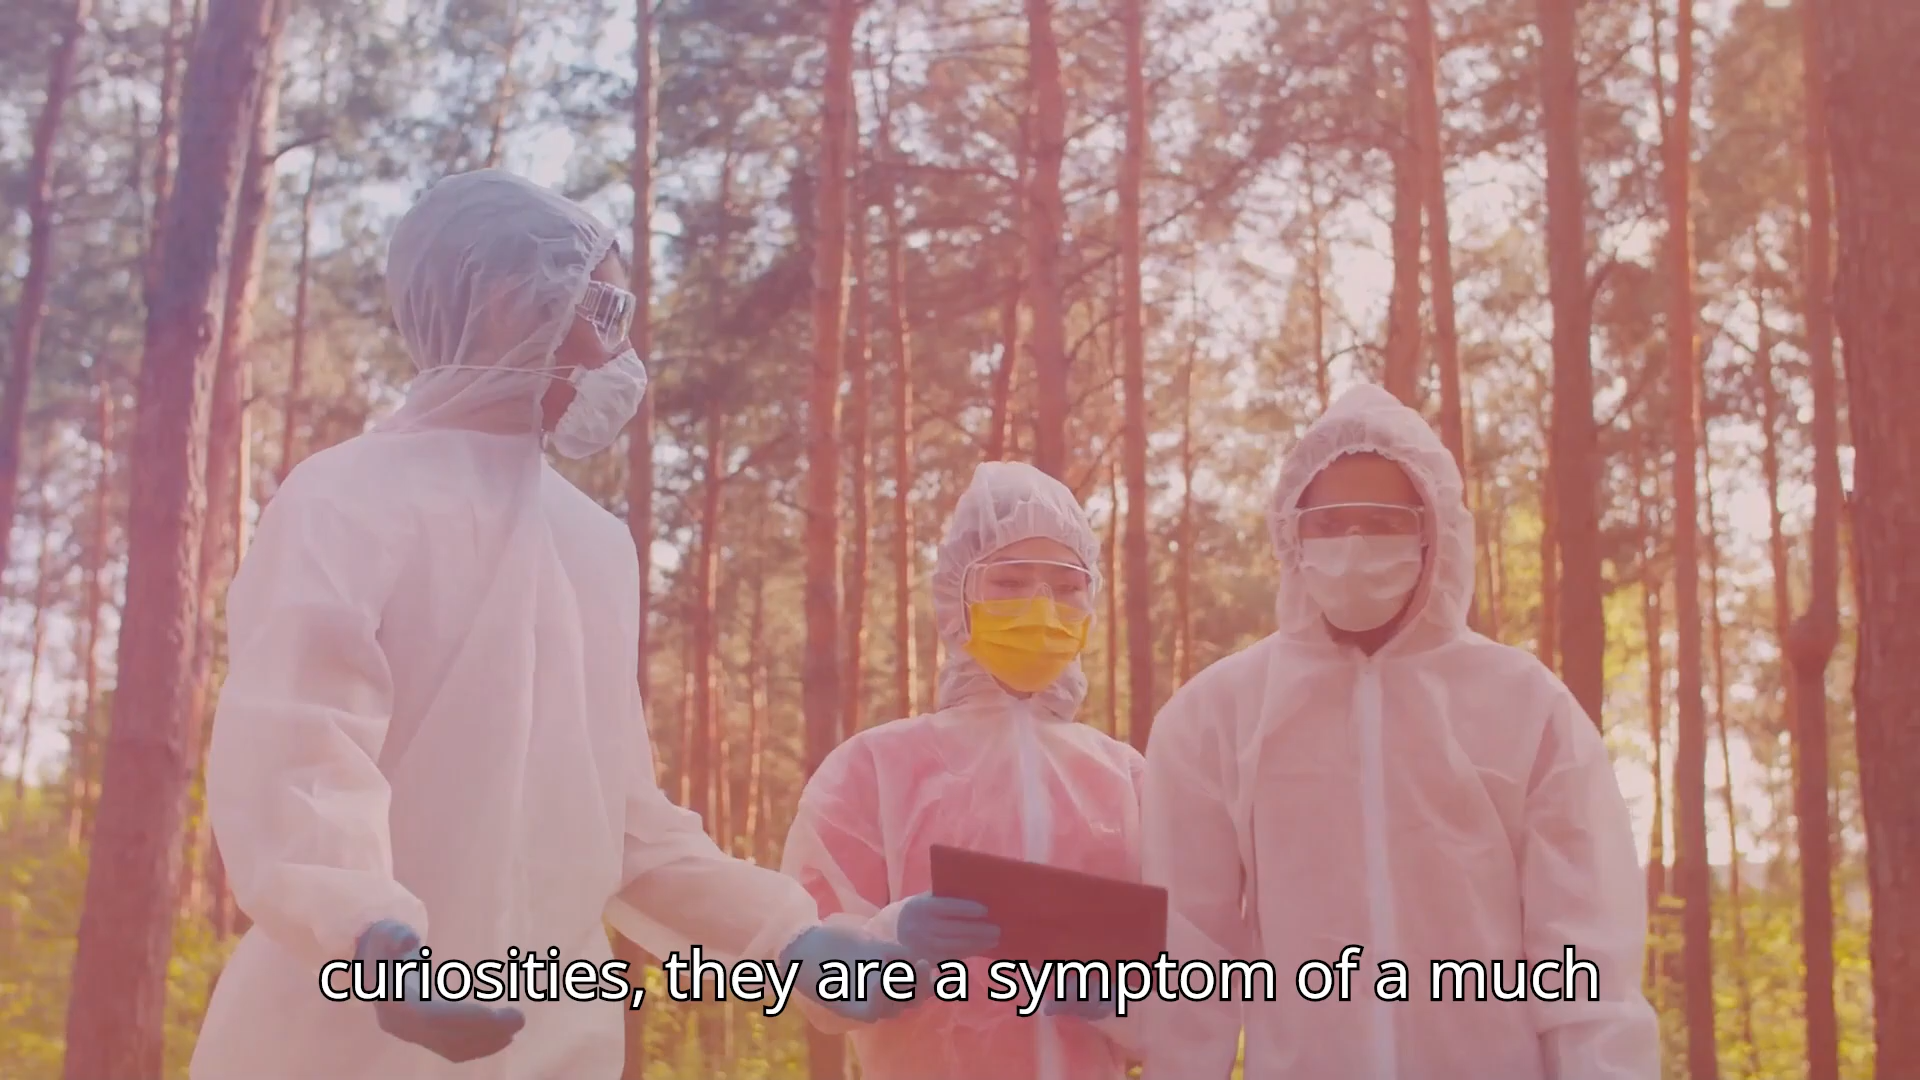 curiosities, they are a symptom of a much